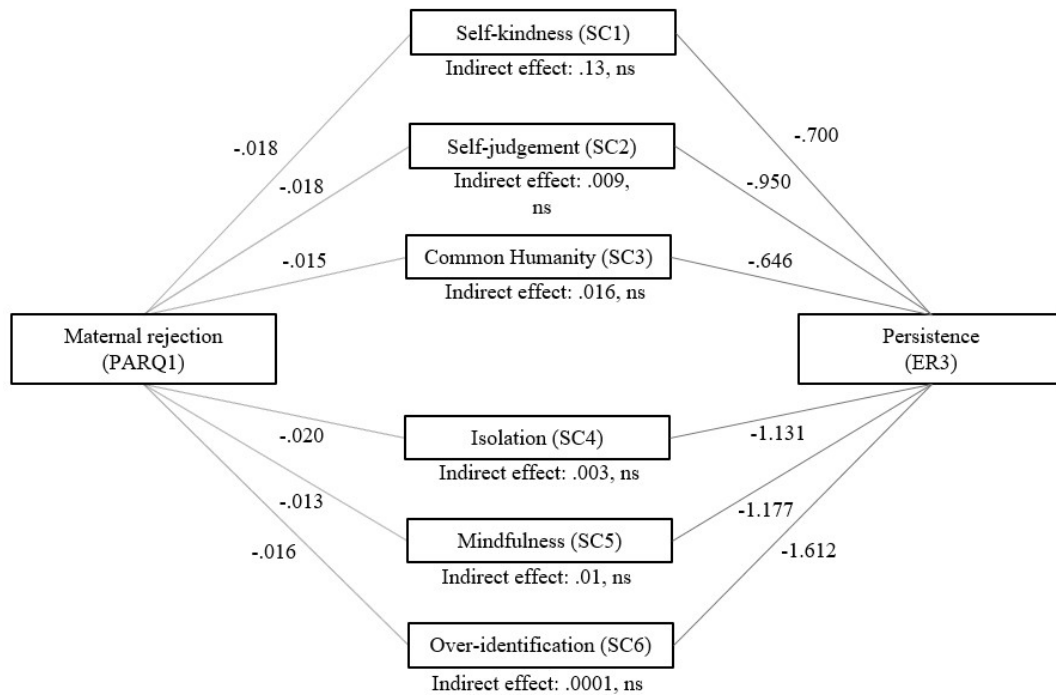 Self-kindness (SC1)
Indirect effect: .13, ns
-.018
-.700
Self-judgement (SC2)
Indirect effect: .009,
ns
-.018
-.950
Common Humanity (SC3)
Indirect effect: .016, ns
-.015
-.646
Maternal rejection
(PARQ1)
Persistence
(ER3)
-.020
Isolation (SC4)
Indirect effect: .003, ns
-1.131
-.013
Mindfulness (SC5)
Indirect effect: .01, ns
-1.177
-.016
Over-identification (SC6)
Indirect effect: .0001, ns
-1.612